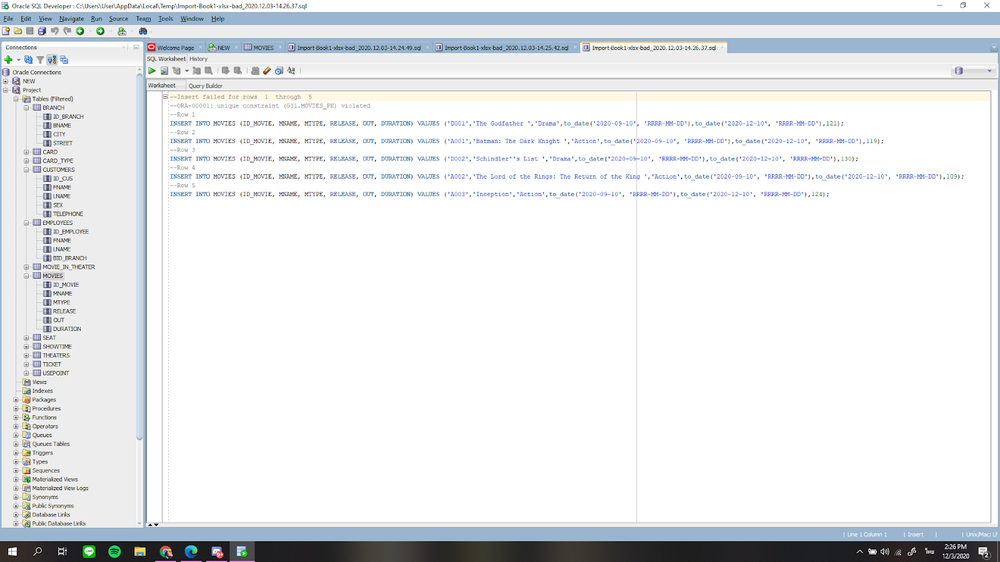 Oracle SQL Developer : C:\Users\User\AppData\Local\Temp\Import-Book1-xlsx-bad_2020.12.03-14.26.37.sql
File Edit View Navigate Run Source Team Tools Window Help
Connections
Welcome Page NEW MOVIES Import-Book1-xlsx-bad_2020.12.03-14.24.49.sql Import-Book1-xlsx-bad_2020.12.03-14.25.42.sql Import-Book1-xlsx-bad_2020.12.03-14.26.37.sql
SQL Worksheet History
Worksheet Query Builder
Oracle Connections
NEW
Project
Tables (Filtered)
BRANCH
ID_BRANCH
BNAME
CITY
STREET
CARD
CARD_TYPE
CUSTOMERS
ID_CUS
FNAME
LNAME
SEX
TELEPHONE
EMPLOYEES
ID_EMPLOYEE
FNAME
LNAME
BID_BRANCH
MOVIE_IN_THEATER
MOVIES
ID_MOVIE
MNAME
MTYPE
RELEASE
OUT
DURATION
SEAT
SHOWTIME
THEATERS
TICKET
USEPOINT
Views
Indexes
Packages
Procedures
Functions
Operators
Queues
Queues Tables
Triggers
Types
Sequences
Materialized Views
Materialized View Logs
Synonyms
Public Synonyms
Database Links
Public Database Links
--Insert failed for rows 1 through 5
--ORA-00001: unique constraint (G31.MOVIES_PK) violated
--Row 1
INSERT INTO MOVIES (ID_MOVIE, MNAME, MTYPE, RELEASE, OUT, DURATION) VALUES ('D001','The Godfather ','Drama',to_date('2020-09-10', 'RRRR-MM-DD'),to_date('2020-12-10', 'RRRR-MM-DD'),121);
--Row 2
INSERT INTO MOVIES (ID_MOVIE, MNAME, MTYPE, RELEASE, OUT, DURATION) VALUES ('A001','Batman: The Dark Knight ','Action',to_date('2020-09-10', 'RRRR-MM-DD'),to_date('2020-12-10', 'RRRR-MM-DD'),119);
--Row 3
INSERT INTO MOVIES (ID_MOVIE, MNAME, MTYPE, RELEASE, OUT, DURATION) VALUES ('D002','Schindler''s List ','Drama',to_date('2020-09-10', 'RRRR-MM-DD'),to_date('2020-12-10', 'RRRR-MM-DD'),130);
--Row 4
INSERT INTO MOVIES (ID_MOVIE, MNAME, MTYPE, RELEASE, OUT, DURATION) VALUES ('A002','The Lord of the Rings: The Return of the King ','Action',to_date('2020-09-10', 'RRRR-MM-DD'),to_date('2020-12-10', 'RRRR-MM-DD'),109);
--Row 5
INSERT INTO MOVIES (ID_MOVIE, MNAME, MTYPE, RELEASE, OUT, DURATION) VALUES ('A003','Inception','Action',to_date('2020-09-10', 'RRRR-MM-DD'),to_date('2020-12-10', 'RRRR-MM-DD'),124);
Line 1 Column 1 Insert Unix/Mac: LF
ไทย
2:26 PM
12/3/2020
2